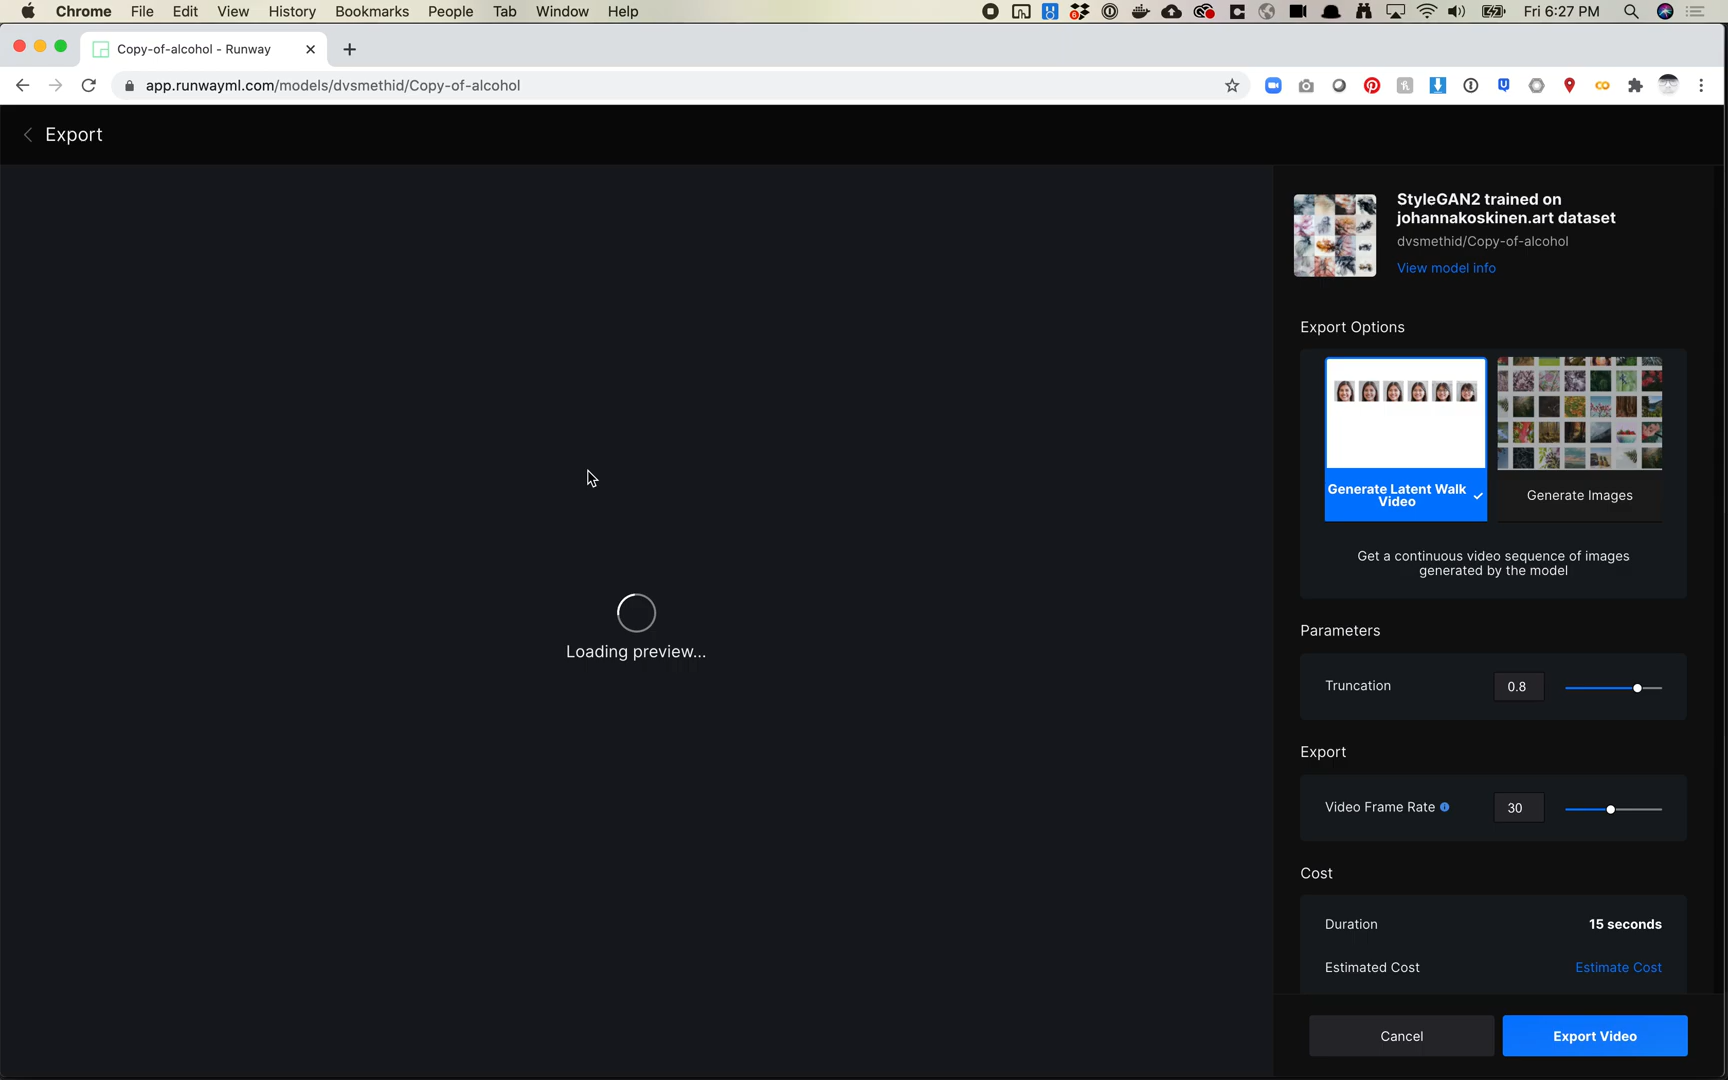 Chrome File Edit View History Bookmarks People Tab Window Help Fri 6:27 PM
Copy-of-alcohol - Runway
app.runwayml.com/models/dvsmethid/Copy-of-alcohol
Export
StyleGAN2 trained on
johannakoskinen.art dataset
dvsmethid/Copy-of-alcohol
View model info
Export Options
Generate Latent Walk
Video
Generate Images
Get a continuous video sequence of images
generated by the model
Loading preview...
Parameters
Truncation 0.8
Export
Video Frame Rate 30
Cost
Duration 15 seconds
Estimated Cost Estimate Cost
Cancel Export Video